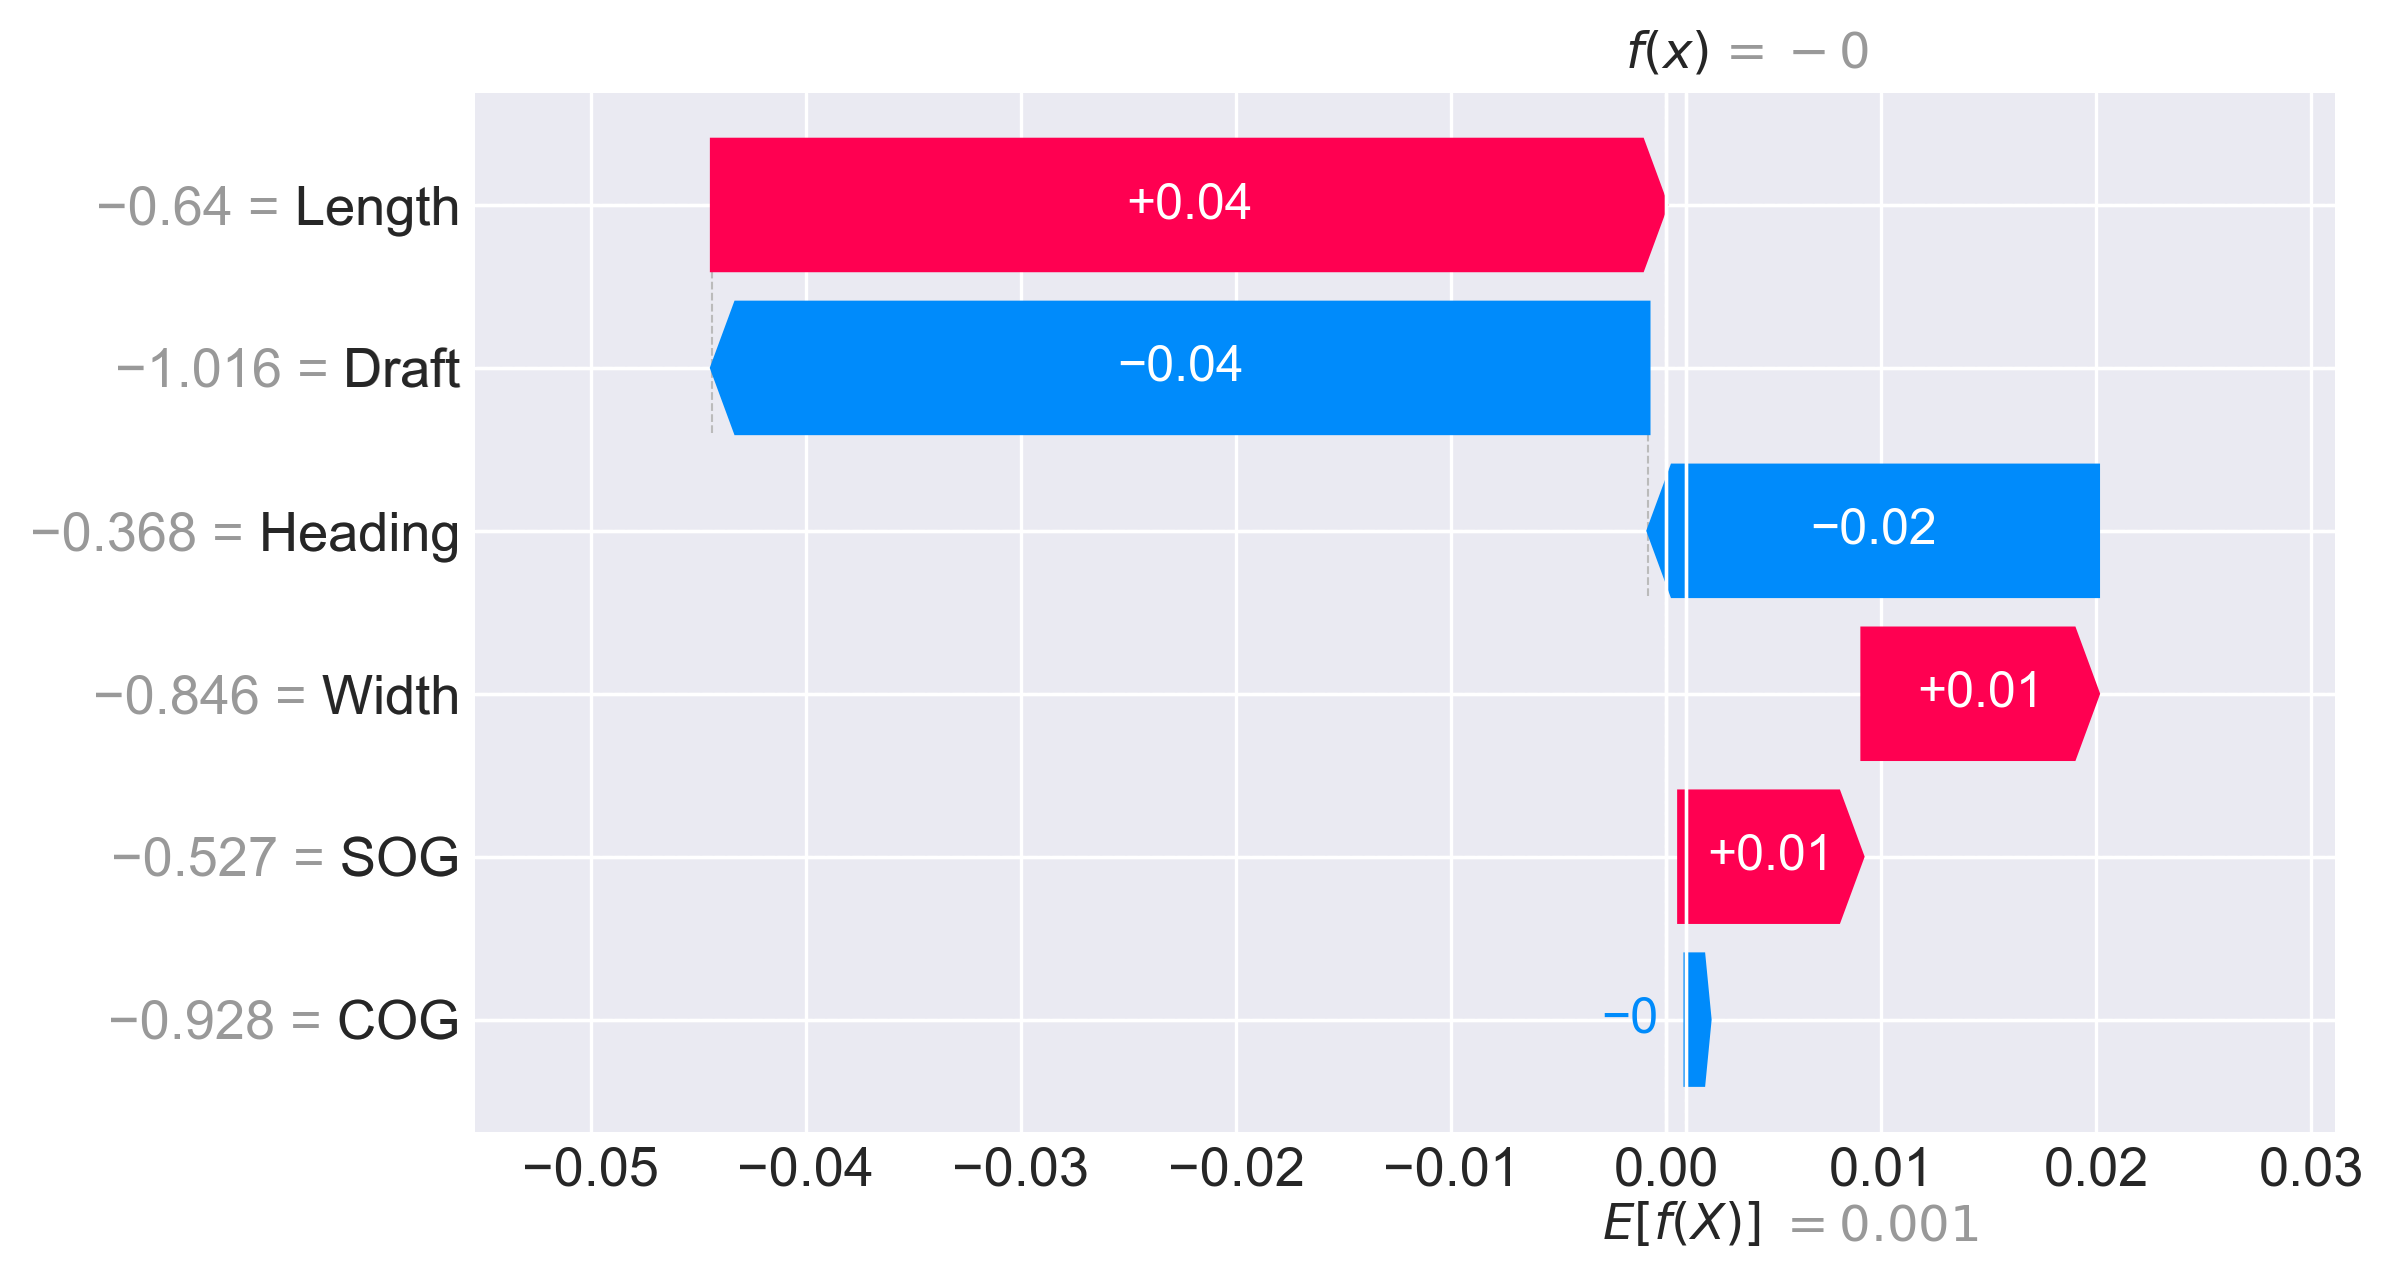 f(x) = −0
−0.64 = Length
+0.04
−1.016 = Draft
−0.04
−0.368 = Heading
−0.02
−0.846 = Width
+0.01
−0.527 = SOG
+0.01
−0.928 = COG
−0
−0.05 −0.04 −0.03 −0.02 −0.01 0.00 0.01 0.02 0.03
E[f(X)] = 0.001